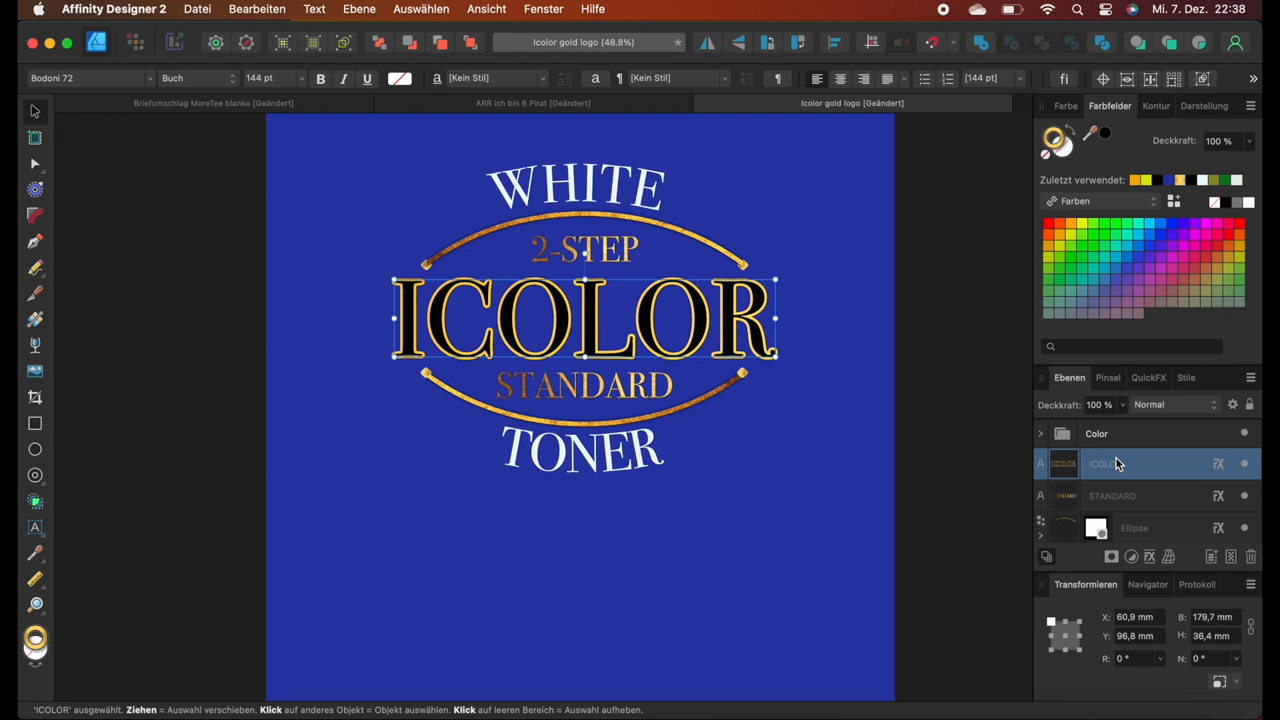 Affinity Designer 2 Datei Bearbeiten Text Ebene Auswählen Ansicht Fenster Hilfe Mi. 7. Dez. 22:38
Icolor gold logo (48.8%)
Bodoni 72 Buch 144 pt B I U a [Kein Stil] a ¶ [Kein Stil] ¶ [144 pt] fi
Briefumschlag MoreTee blanko [Geändert] ARR ich bin 6 Pirat [Geändert] Icolor gold logo [Geändert]
Farbe Farbfelder Kontur Darstellung
Deckkraft: 100 %
Zuletzt verwendet:
Farben
WHITE
2-STEP
ICOLOR
STANDARD
TONER
Ebenen Pinsel QuickFX Stile
Deckkraft: 100 % Normal
Color
A ICOLOR ICOLO
A STANDARD STANDARD
Ellipse
Transformieren Navigator Protokoll
X: 60,9 mm B: 179,7 mm
Y: 96,8 mm H: 36,4 mm
R: 0 ° N: 0 °
'ICOLOR' ausgewählt. Ziehen = Auswahl verschieben. Klick auf anderes Objekt = Objekt auswählen. Klick auf leeren Bereich = Auswahl aufheben.